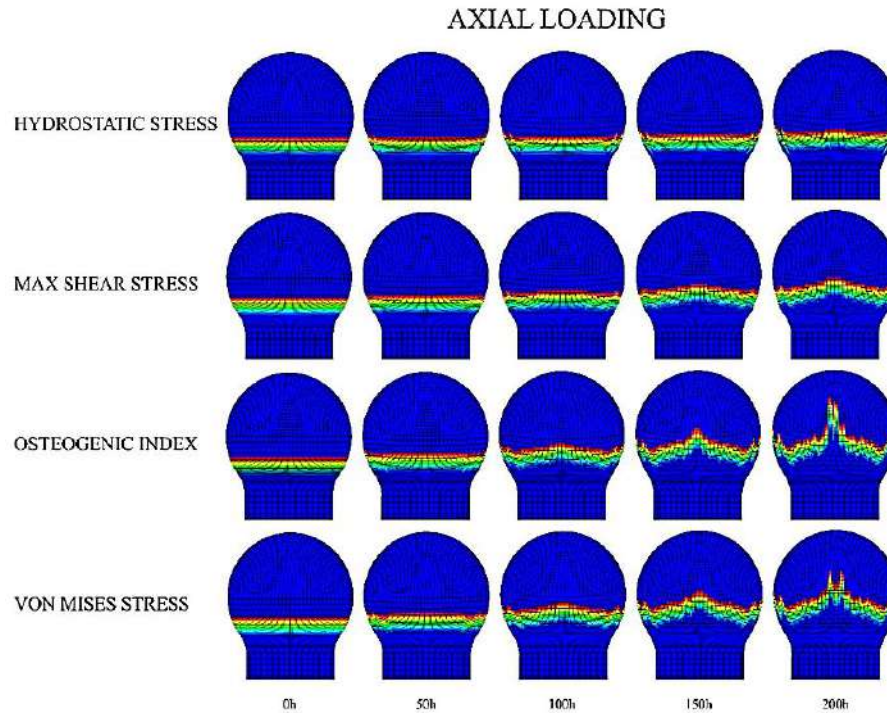 AXIAL LOADING
HYDROSTATIC STRESS
MAX SHEAR STRESS
OSTEOGENIC INDEX
VON MISES STRESS
0h 50h 100h 150h 200h